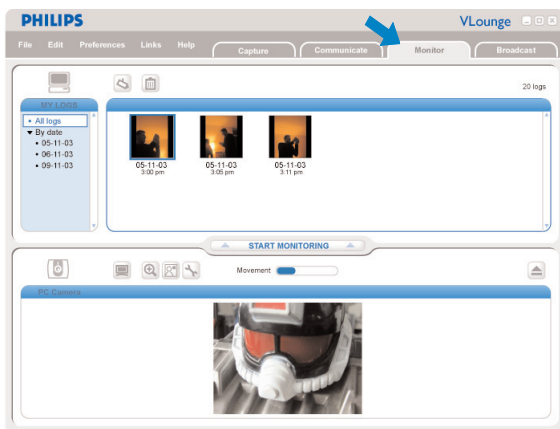 PHILIPS
VLounge
File Edit Preferences Links Help Capture Communicate Monitor Broadcast
20 logs
MY LOGS
• All logs
▼ By date
• 05-11-03
• 06-11-03
• 09-11-03
05-11-03 05-11-03 05-11-03
3:00 pm 3:05 pm 3:11 pm
START MONITORING
Movement
PC Camera